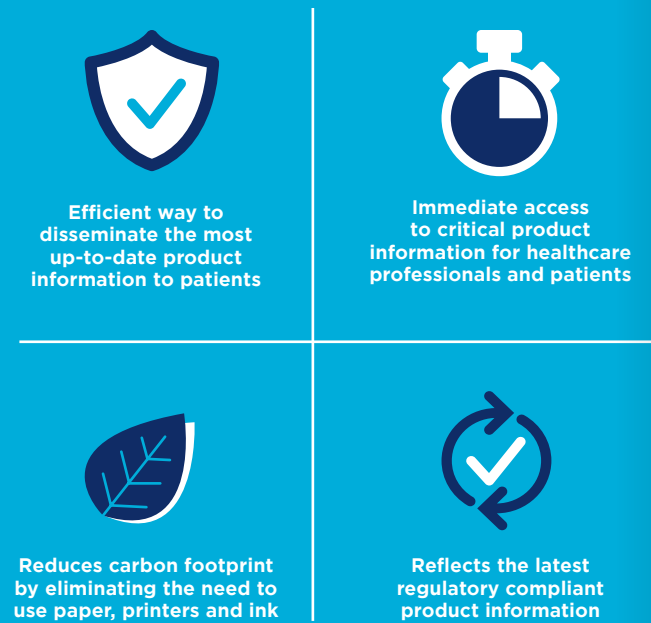 Efficient way to
disseminate the most
up-to-date product
information to patients
Immediate access
to critical product
information for healthcare
professionals and patients
Reduces carbon footprint
by eliminating the need to
use paper, printers and ink
Reflects the latest
regulatory compliant
product information